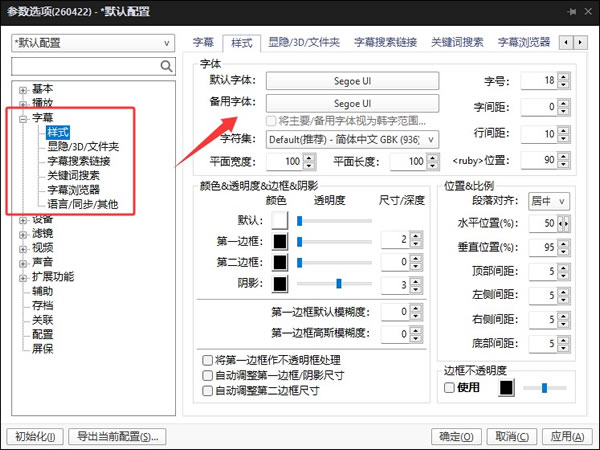 参数选项(260422) - *默认配置
*默认配置
基本
播放
字幕
样式
显隐/3D/文件夹
字幕搜索链接
关键词搜索
字幕浏览器
语言/同步/其他
设备
滤镜
视频
声音
扩展功能
辅助
存档
关联
配置
屏保
字幕 样式 显隐/3D/文件夹 字幕搜索链接 关键词搜索 字幕浏览器
字体
默认字体: Segoe UI 字号: 18
备用字体: Segoe UI 字间距: 0
将主要/备用字体视为韩字范围...
字符集: Default(推荐) - 简体中文 GBK (936) 行间距: 10
平面宽度: 100 平面长度: 100 <ruby>位置: 90
颜色&透明度&边框&阴影
颜色 透明度 尺寸/深度
默认:
第一边框: 2
第二边框: 0
阴影: 3
第一边框默认模糊度: 0
第一边框高斯模糊度: 0
将第一边框作不透明框处理
自动调整第一边框/阴影尺寸
自动调整第二边框尺寸
位置&比例
段落对齐: 居中
水平位置(%): 50
垂直位置(%): 95
顶部间距: 5
左侧间距: 5
右侧间距: 5
底部间距: 5
边框不透明度
使用
初始化(I) 导出当前配置(S)... 确定(O) 取消(C) 应用(A)